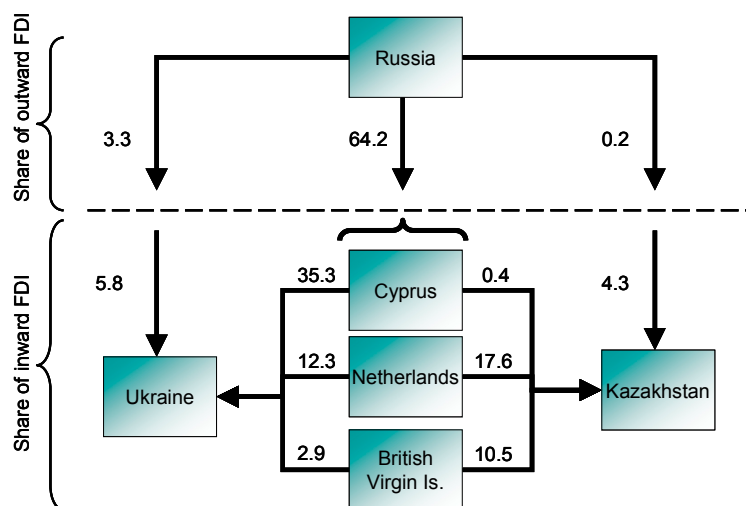 Share of outward FDI
Russia
3.3
64.2
0.2
Share of inward FDI
5.8
35.3
Cyprus
0.4
4.3
12.3
Netherlands
17.6
Ukraine
Kazakhstan
2.9
British
Virgin Is.
10.5